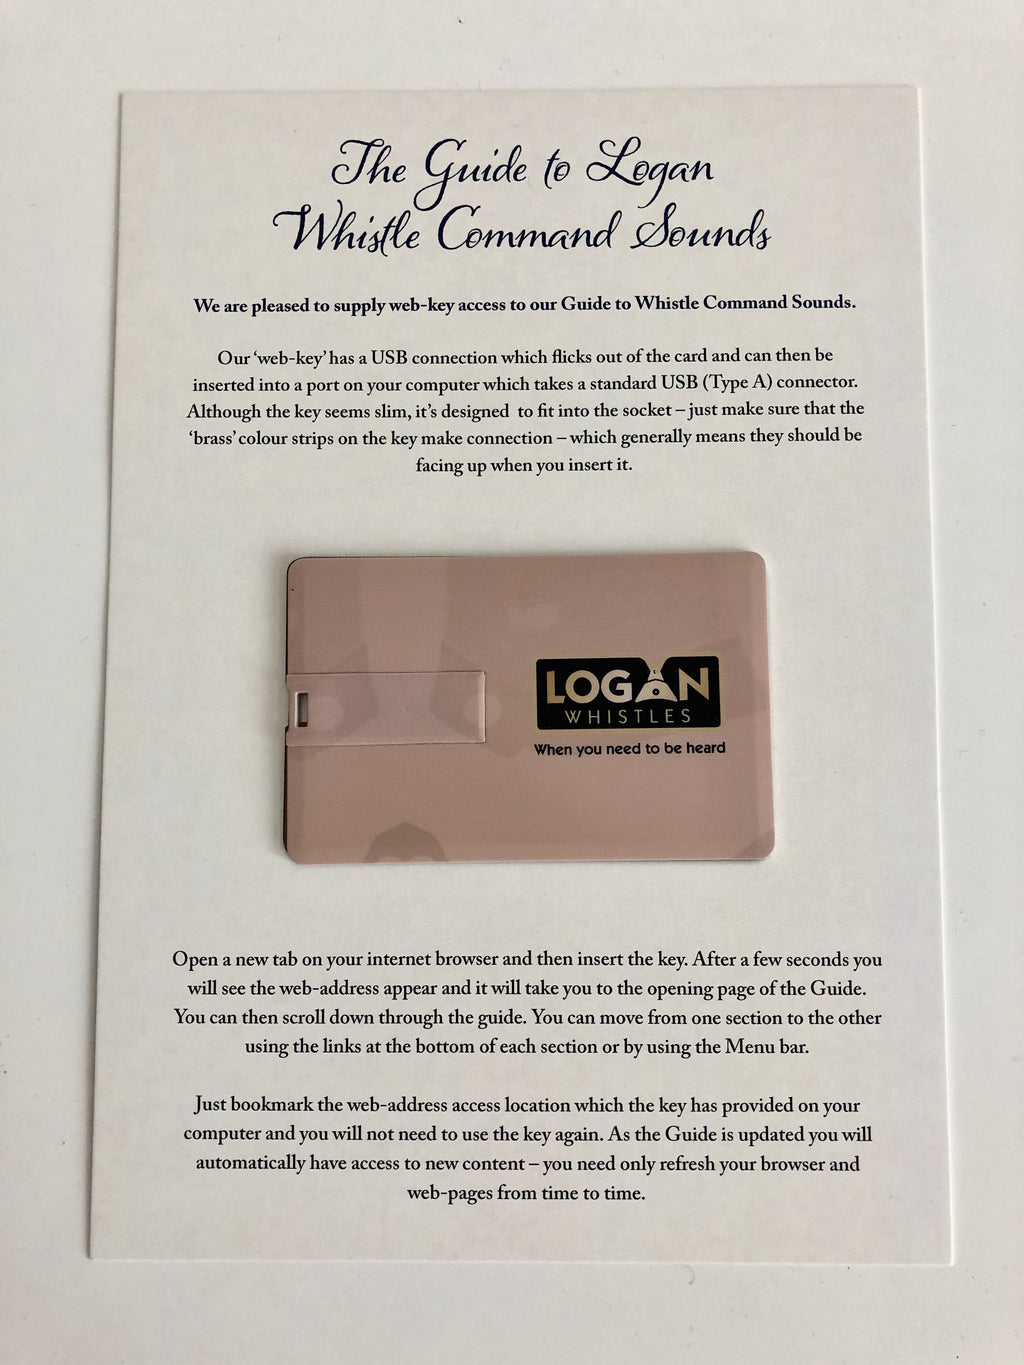 The Guide to Logan
Whistle Command Sounds
We are pleased to supply web-key access to our Guide to Whistle Command Sounds.
Our ‘web-key’ has a USB connection which flicks out of the card and can then be
inserted into a port on your computer which takes a standard USB (Type A) connector.
Although the key seems slim, it’s designed  to fit into the socket – just make sure that the
‘brass’ colour strips on the key make connection – which generally means they should be
facing up when you insert it.
LOGAN
WHISTLES
When you need to be heard
Open a new tab on your internet browser and then insert the key. After a few seconds you
will see the web-address appear and it will take you to the opening page of the Guide.
You can then scroll down through the guide. You can move from one section to the other
using the links at the bottom of each section or by using the Menu bar.
Just bookmark the web-address access location which the key has provided on your
computer and you will not need to use the key again. As the Guide is updated you will
automatically have access to new content – you need only refresh your browser and
web-pages from time to time.